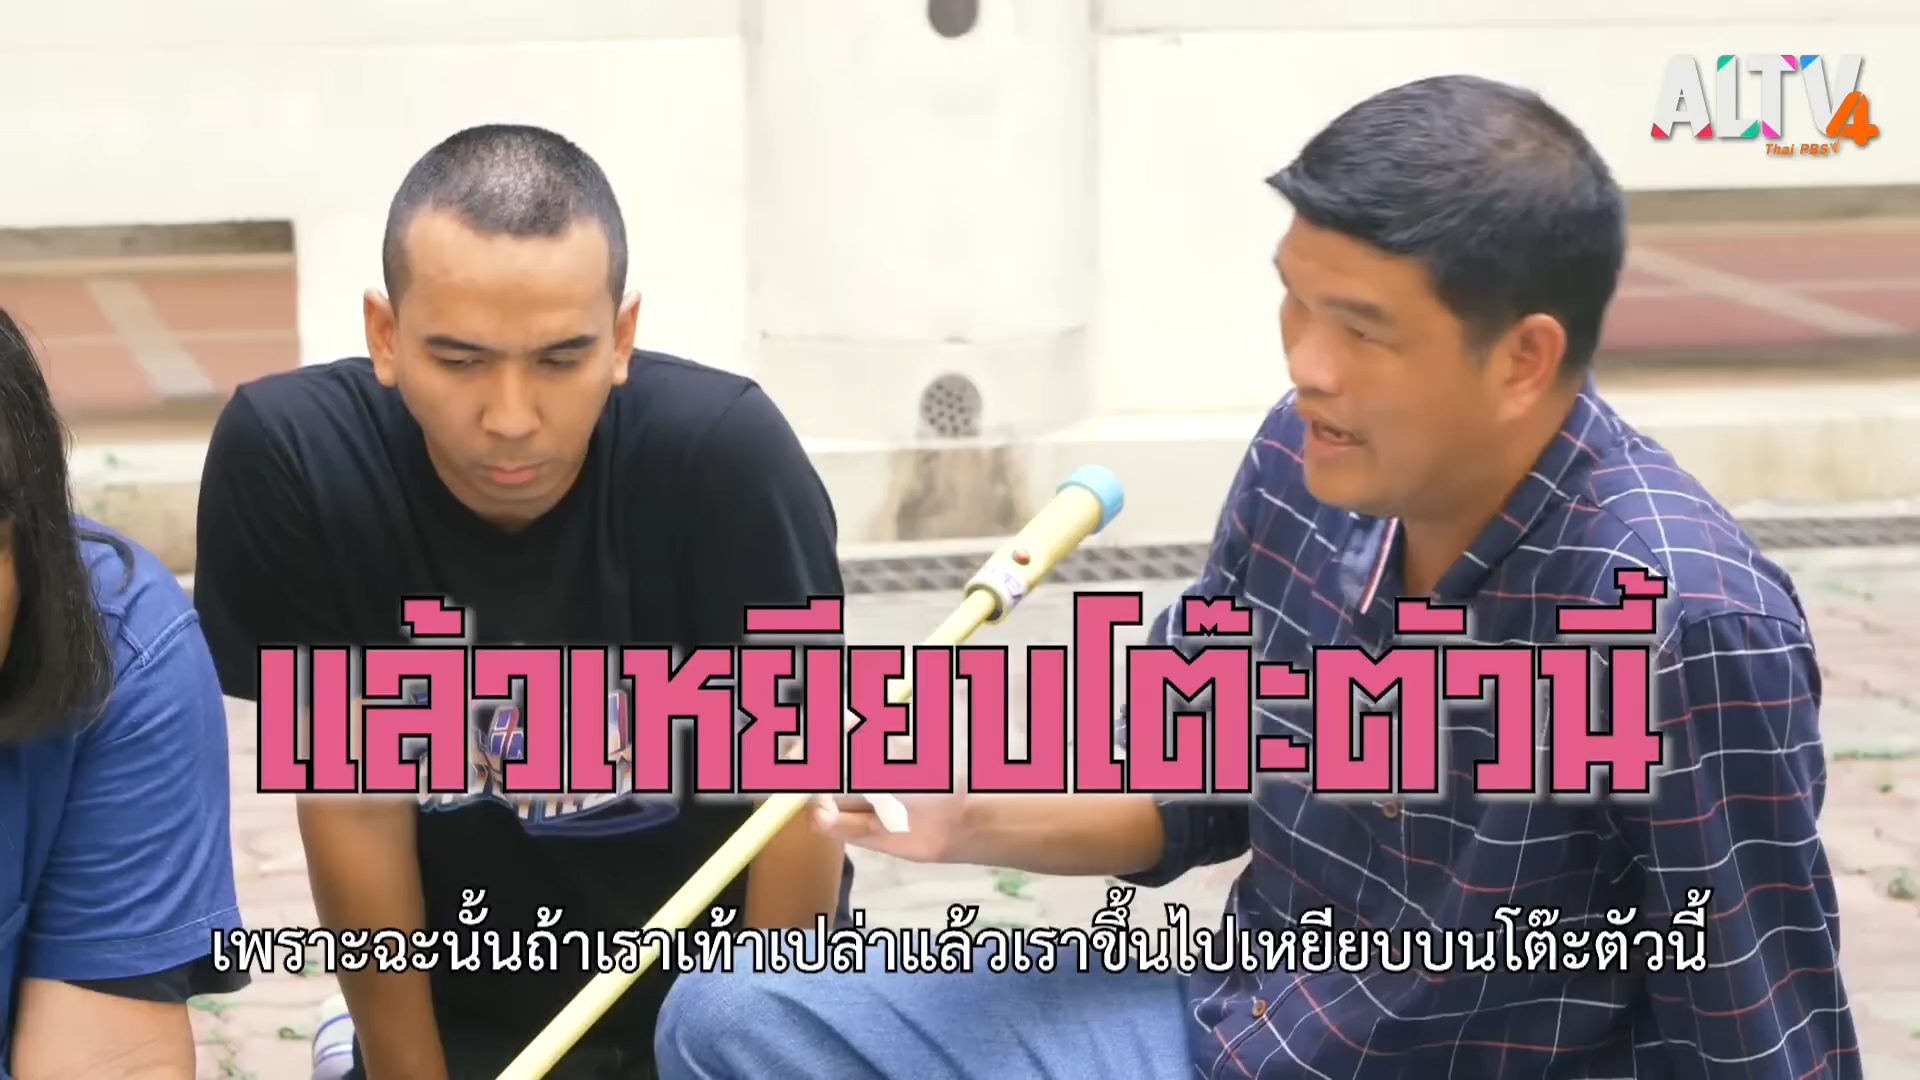 ALTV4
Thai PBS
แล้วเหยียบโต๊ะตัวนี้
เพราะฉะนั้นถ้าเราเท้าเปล่าแล้วเราขึ้นไปเหยียบบนโต๊ะตัวนี้